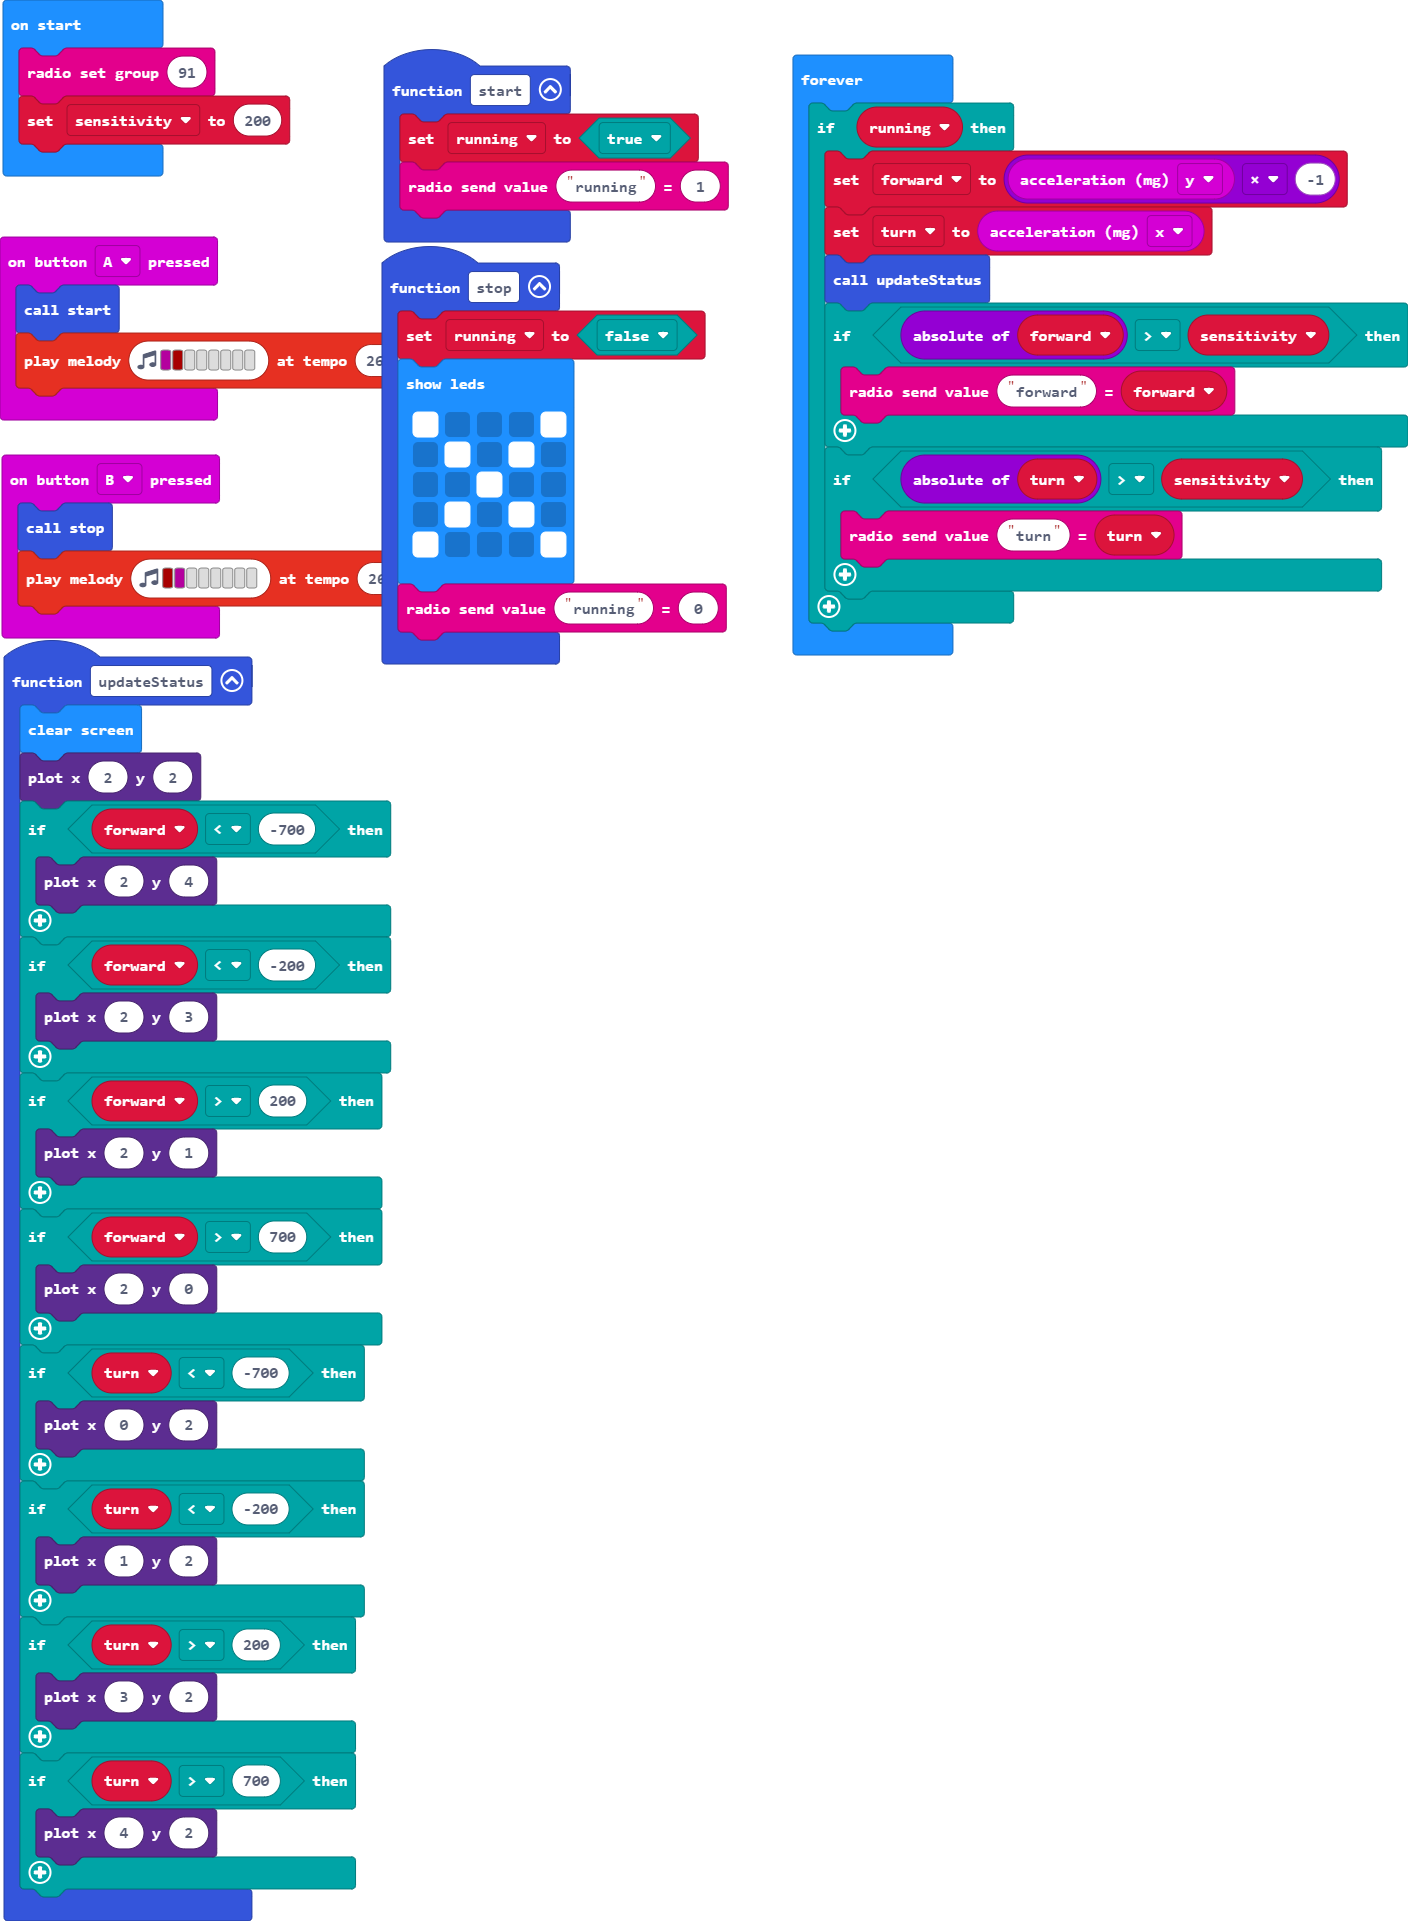 on start
radio set group 91
set sensitivity to 200
on button A pressed
call start
play melody at tempo
on button B pressed
call stop
play melody at tempo
function start
set running to true
radio send value "running" = 1
function stop
set running to false
show leds
radio send value "running" = 0
forever
if running then
set forward to acceleration (mg) y × -1
set turn to acceleration (mg) x
call updateStatus
if absolute of forward > sensitivity then
radio send value "forward" = forward
if absolute of turn > sensitivity then
radio send value "turn" = turn
function updateStatus
clear screen
plot x 2 y 2
if forward < -700 then
plot x 2 y 4
if forward < -200 then
plot x 2 y 3
if forward > 200 then
plot x 2 y 1
if forward > 700 then
plot x 2 y 0
if turn < -700 then
plot x 0 y 2
if turn < -200 then
plot x 1 y 2
if turn > 200 then
plot x 3 y 2
if turn > 700 then
plot x 4 y 2